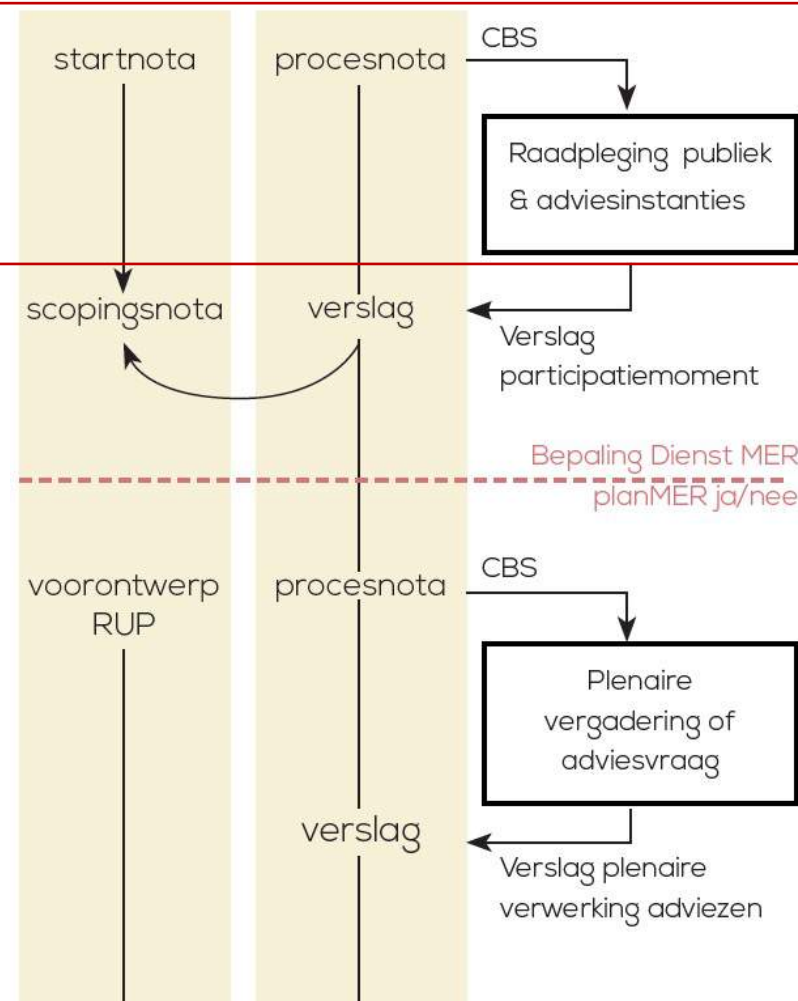 startnota
procesnota
CBS
Raadpleging publiek
& adviesinstanties
scopingsnota
verslag
Verslag
participatiemoment
Bepaling Dienst MER
planMER ja/nee
voorontwerp
RUP
procesnota
CBS
Plenaire
vergadering of
adviesvraag
verslag
Verslag plenaire
verwerking adviezen